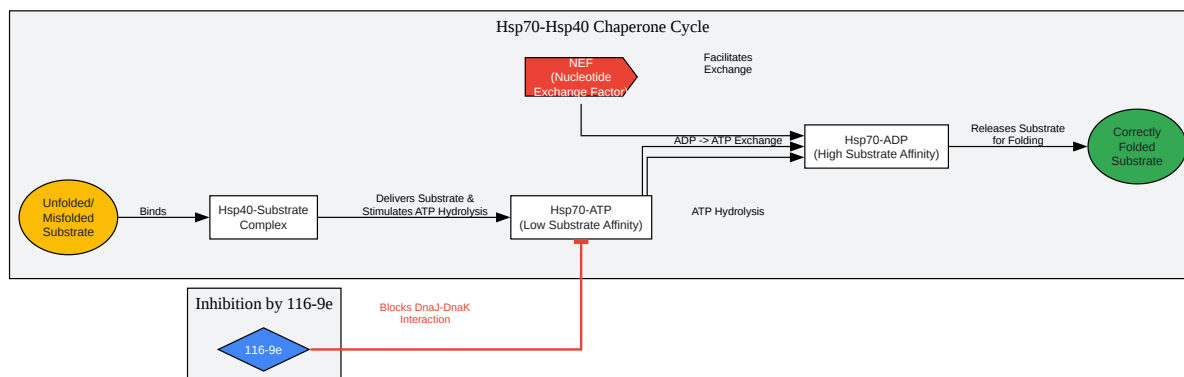 Hsp70-Hsp40 Chaperone Cycle
NEF
(Nucleotide
Exchange Factor)
Facilitates
Exchange
ADP -> ATP Exchange
Hsp70-ADP
(High Substrate Affinity)
Releases Substrate
for Folding
Correctly
Folded
Substrate
Unfolded/
Misfolded
Substrate
Binds
Hsp40-Substrate
Complex
Delivers Substrate &
Stimulates ATP Hydrolysis
Hsp70-ATP
(Low Substrate Affinity)
ATP Hydrolysis
Inhibition by 116-9e
Blocks DnaJ-DnaK
Interaction
116-9e